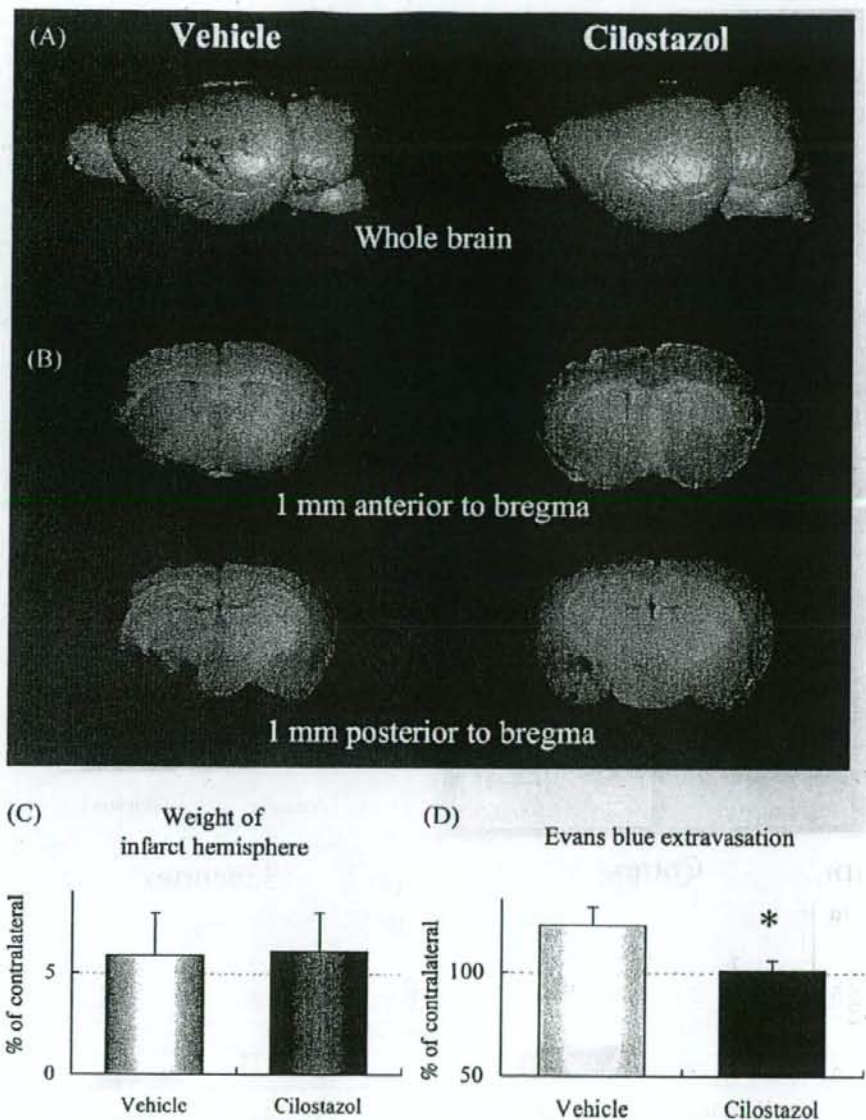 (A)
Vehicle
Cilostazol
Whole brain
(B)
1 mm anterior to bregma
1 mm posterior to bregma
(C)
Weight of
infarct hemisphere
% of contralateral
5
0
Vehicle
Cilostazol
(D)
Evans blue extravasation
% of contralateral
*
100
50
Vehicle
Cilostazol